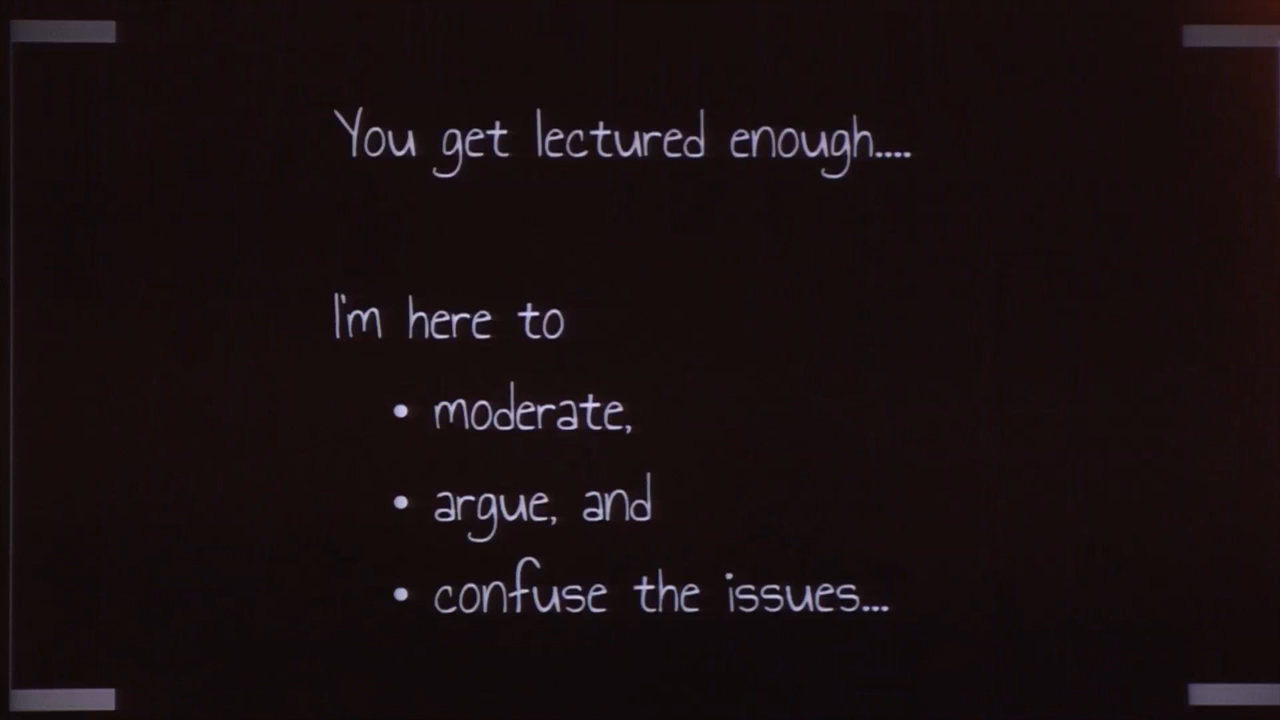 You get lectured enough....
I'm here to
• moderate,
• argue, and
• confuse the issues...